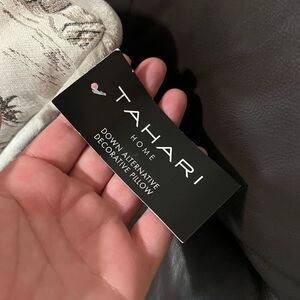 TAHARI
HOME
DOWN ALTERNATIVE
DECORATIVE PILLOW